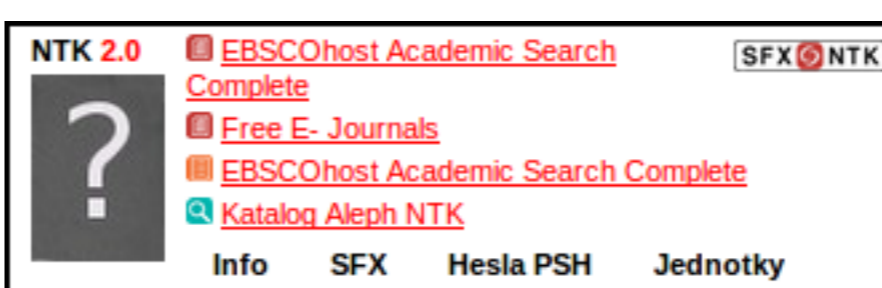 NTK 2.0
EBSCOhost Academic Search
Complete
SFX NTK
?
Free E- Journals
EBSCOhost Academic Search Complete
Katalog Aleph NTK
Info SFX Hesla PSH Jednotky